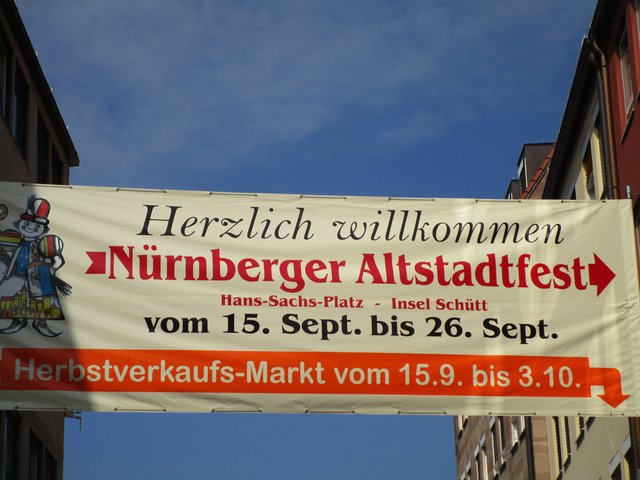 Herzlich willkommen
Nürnberger Altstadtfest
Hans-Sachs-Platz - Insel Schütt
vom 15. Sept. bis 26. Sept.
Herbstverkaufs-Markt vom 15.9. bis 3.10.